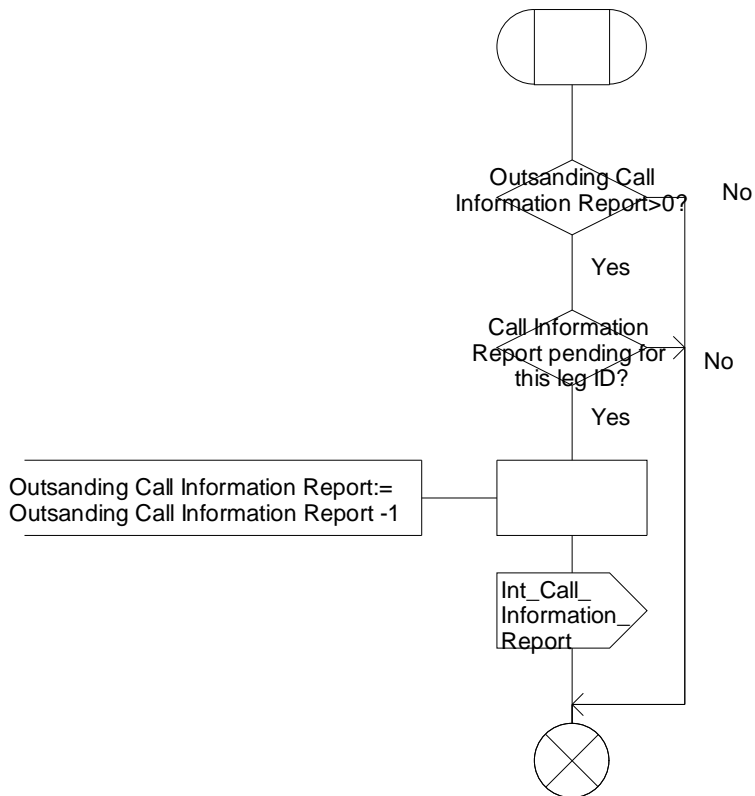 Outsanding Call
Information Report>0?
No
Yes
Call Information
Report pending for
this leg ID?
No
Yes
Outsanding Call Information Report:=
Outsanding Call Information Report -1
Int_Call_
Information_
Report